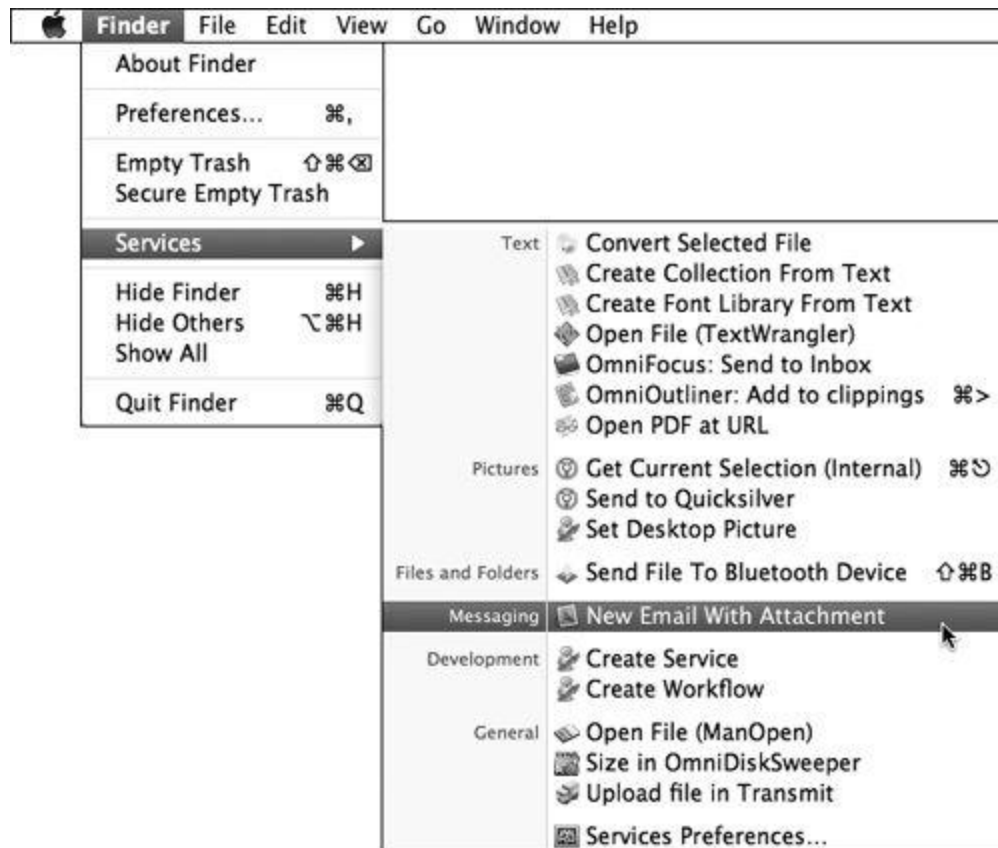 Finder File Edit View Go Window Help
About Finder
Preferences... ⌘,
Empty Trash ⇧⌘⌫
Secure Empty Trash
Services ▶
Hide Finder ⌘H
Hide Others ⌥⌘H
Show All
Quit Finder ⌘Q
Text Convert Selected File
Create Collection From Text
Create Font Library From Text
Open File (TextWrangler)
OmniFocus: Send to Inbox
OmniOutliner: Add to clippings ⌘>
Open PDF at URL
Pictures Get Current Selection (Internal) ⌘⎋
Send to Quicksilver
Set Desktop Picture
Files and Folders Send File To Bluetooth Device ⇧⌘B
Messaging New Email With Attachment
Development Create Service
Create Workflow
General Open File (ManOpen)
Size in OmniDiskSweeper
Upload file in Transmit
Services Preferences...